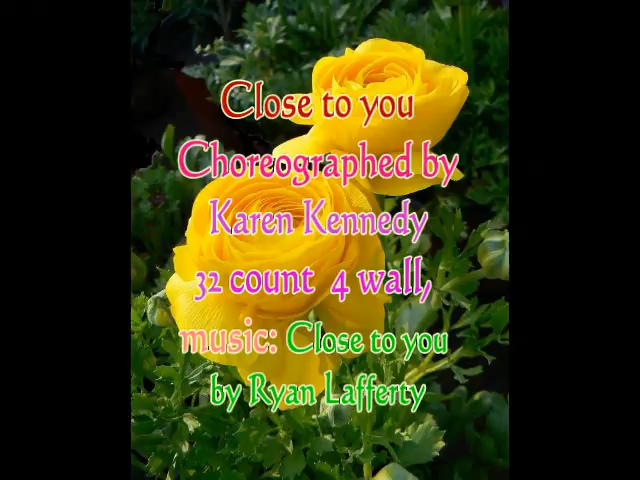 Close to you
Choreographed by
Karen Kennedy
32 count 4 wall,
music: Close to you
by Ryan Lafferty